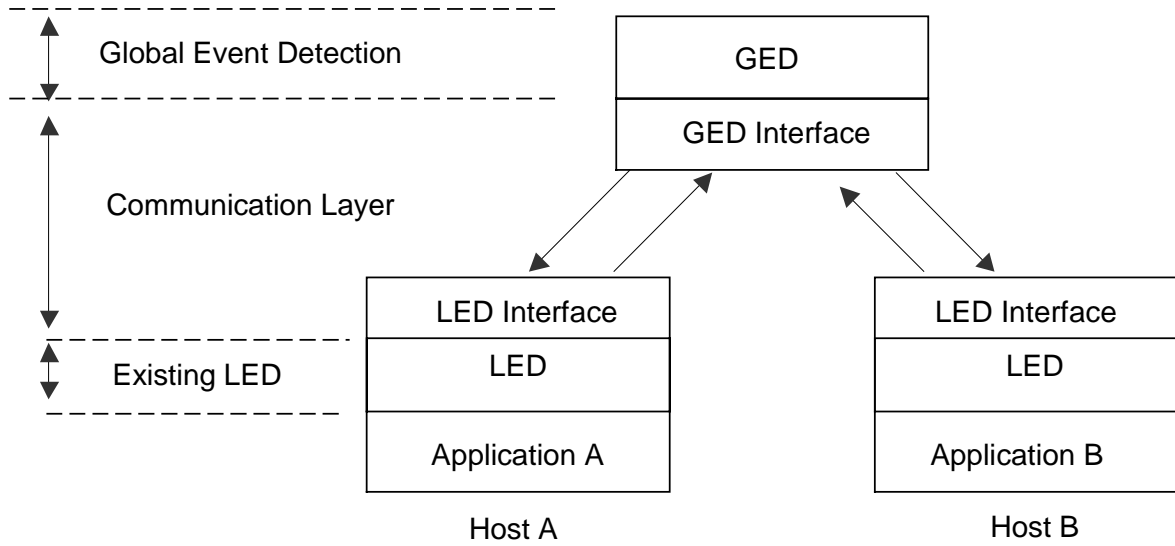 Global Event Detection
GED
GED Interface
Communication Layer
LED Interface
LED Interface
Existing LED
LED
LED
Application A
Application B
Host A
Host B